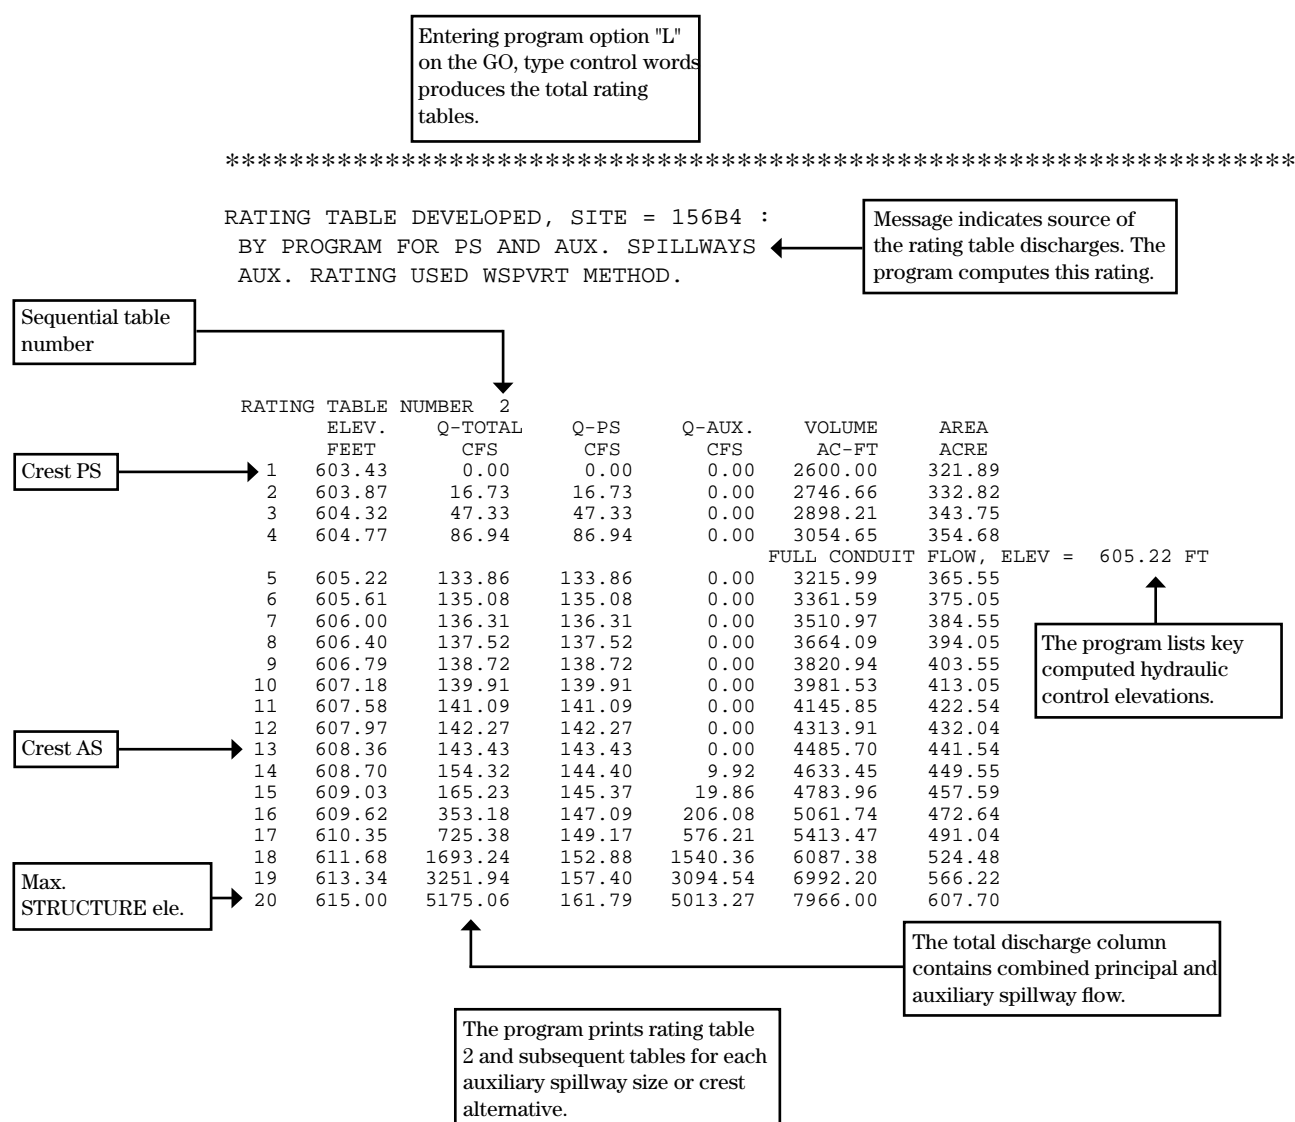 Entering program option "L"
on the GO, type control words
produces the total rating
tables.
*******************************************************************
RATING TABLE DEVELOPED, SITE = 156B4 :
BY PROGRAM FOR PS AND AUX. SPILLWAYS
AUX. RATING USED WSPVRT METHOD.
Message indicates source of
the rating table discharges. The
program computes this rating.
Sequential table
number
RATING TABLE NUMBER 2
ELEV. Q-TOTAL Q-PS Q-AUX. VOLUME AREA
FEET CFS CFS CFS AC-FT ACRE
Crest PS
1 603.43 0.00 0.00 0.00 2600.00 321.89
2 603.87 16.73 16.73 0.00 2746.66 332.82
3 604.32 47.33 47.33 0.00 2898.21 343.75
4 604.77 86.94 86.94 0.00 3054.65 354.68
FULL CONDUIT FLOW, ELEV = 605.22 FT
5 605.22 133.86 133.86 0.00 3215.99 365.55
6 605.61 135.08 135.08 0.00 3361.59 375.05
7 606.00 136.31 136.31 0.00 3510.97 384.55
8 606.40 137.52 137.52 0.00 3664.09 394.05
9 606.79 138.72 138.72 0.00 3820.94 403.55
10 607.18 139.91 139.91 0.00 3981.53 413.05
11 607.58 141.09 141.09 0.00 4145.85 422.54
12 607.97 142.27 142.27 0.00 4313.91 432.04
Crest AS
13 608.36 143.43 143.43 0.00 4485.70 441.54
14 608.70 154.32 144.40 9.92 4633.45 449.55
15 609.03 165.23 145.37 19.86 4783.96 457.59
16 609.62 353.18 147.09 206.08 5061.74 472.64
17 610.35 725.38 149.17 576.21 5413.47 491.04
18 611.68 1693.24 152.88 1540.36 6087.38 524.48
19 613.34 3251.94 157.40 3094.54 6992.20 566.22
Max.
STRUCTURE ele.
20 615.00 5175.06 161.79 5013.27 7966.00 607.70
The program lists key
computed hydraulic
control elevations.
The total discharge column
contains combined principal and
auxiliary spillway flow.
The program prints rating table
2 and subsequent tables for each
auxiliary spillway size or crest
alternative.